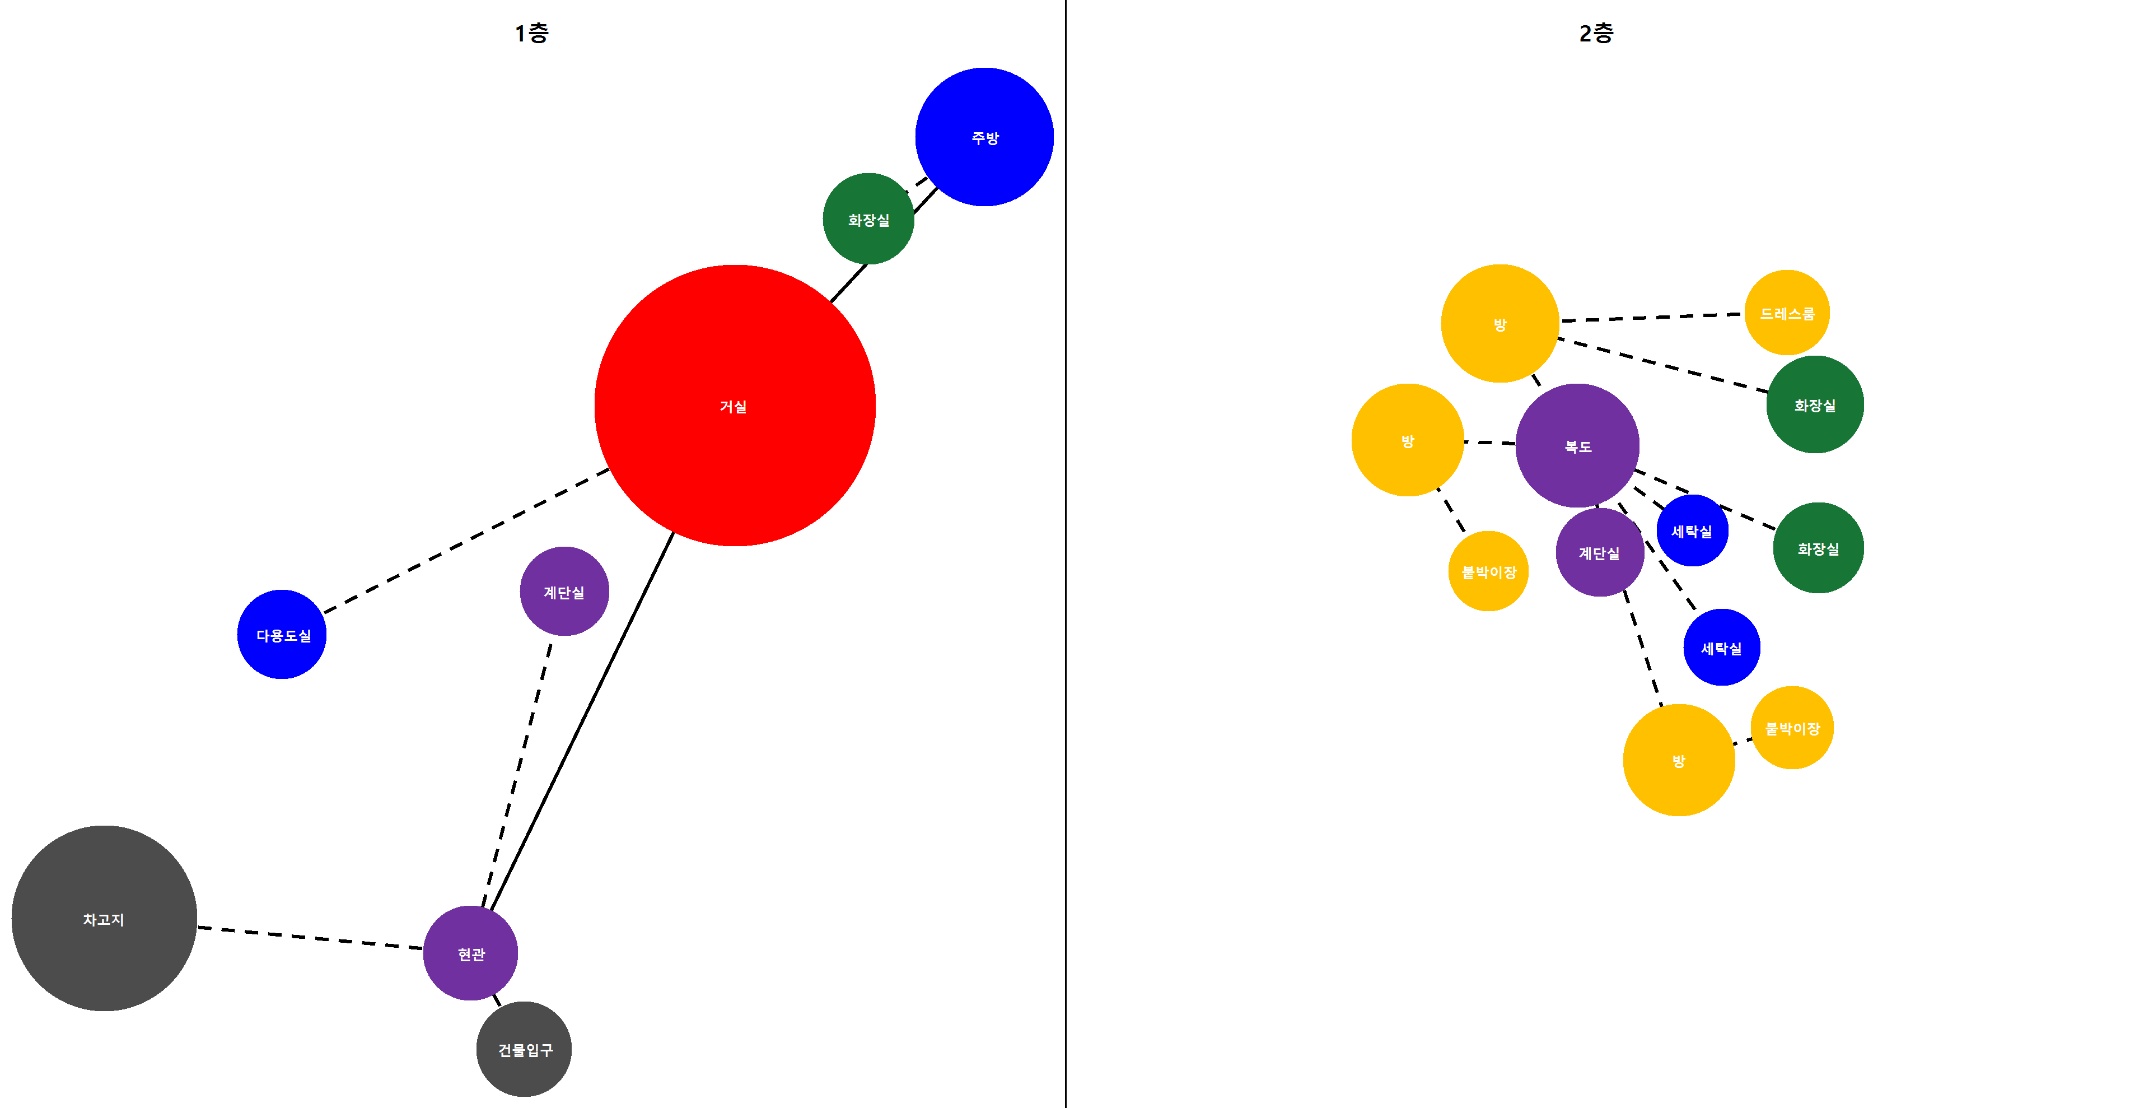 1층
주방
화장실
거실
계단실
다용도실
차고지
현관
건물입구
2층
드레스룸
방
화장실
방
복도
세탁실
화장실
계단실
붙박이장
세탁실
붙박이장
방